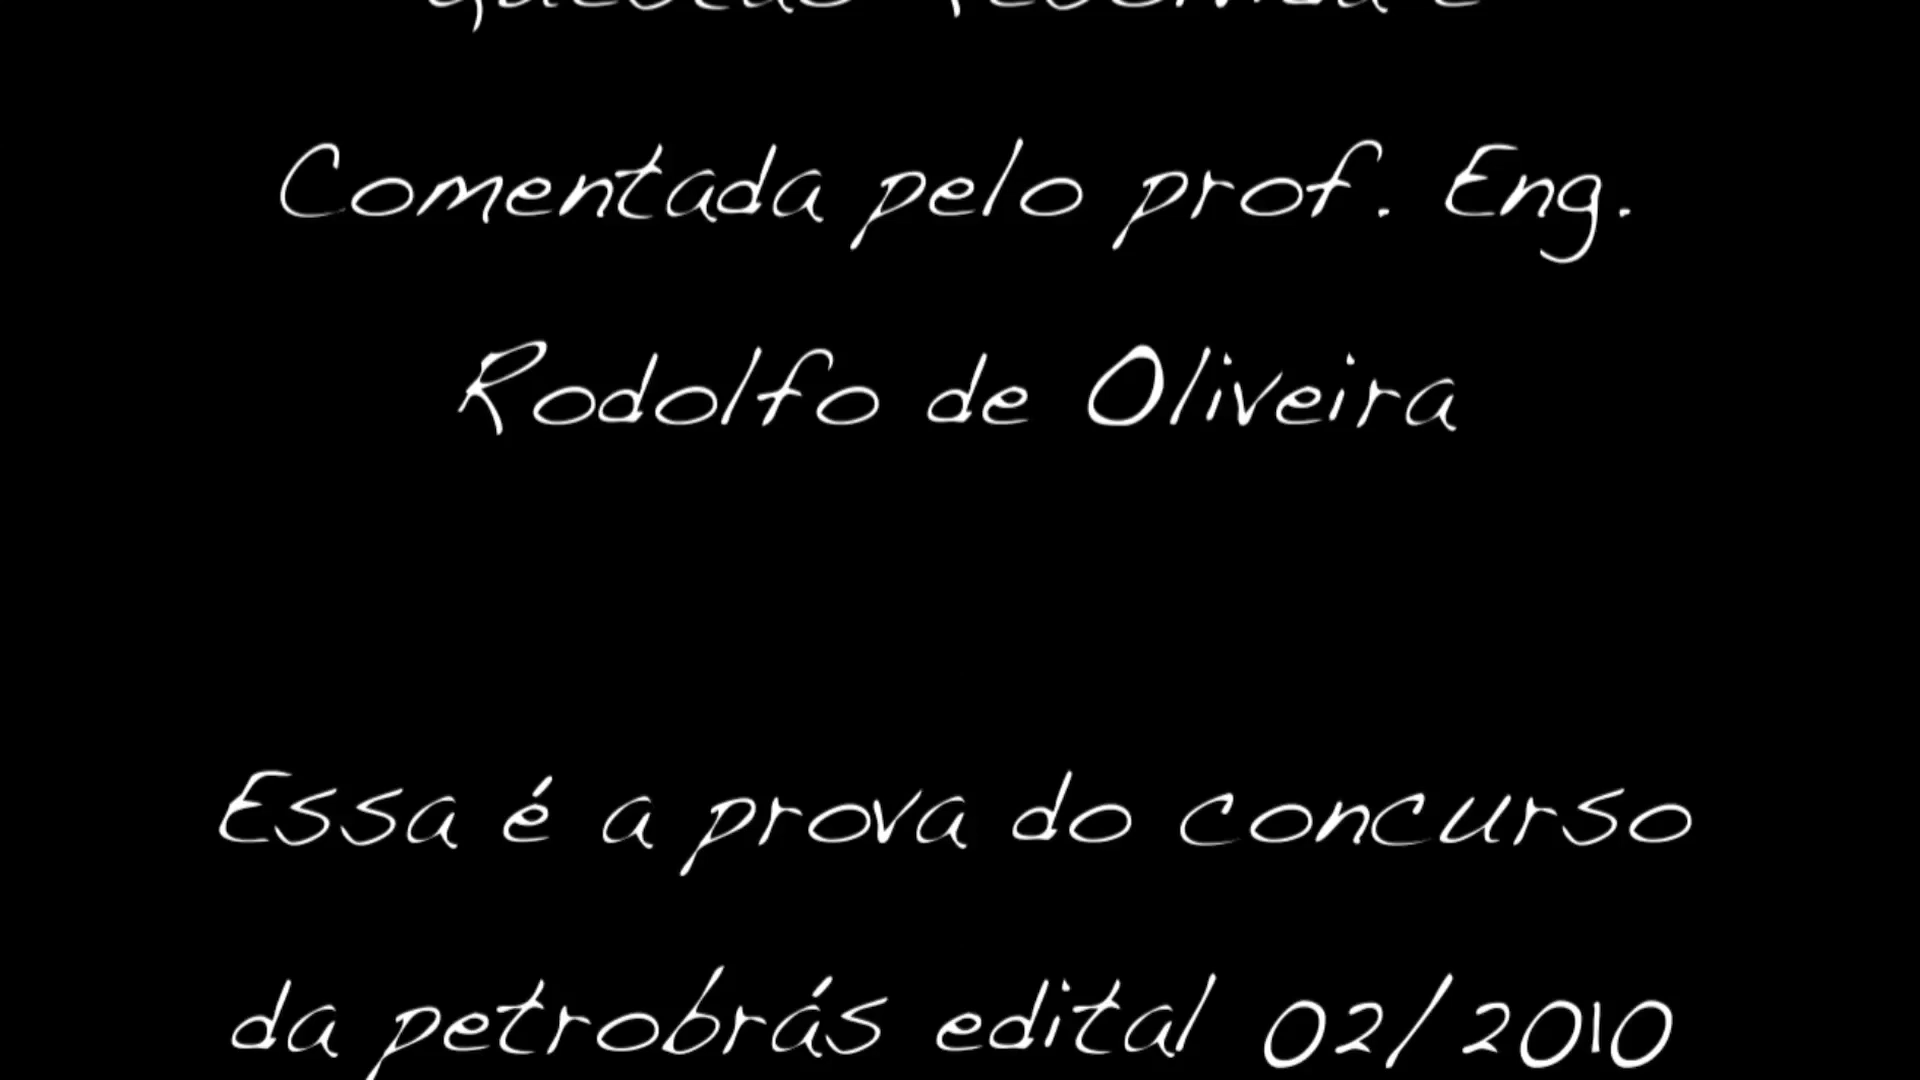 Comentada pelo prof. Eng.
Rodolfo de Oliveira
Essa é a prova do concurso
da petrobrás edital 02/2010